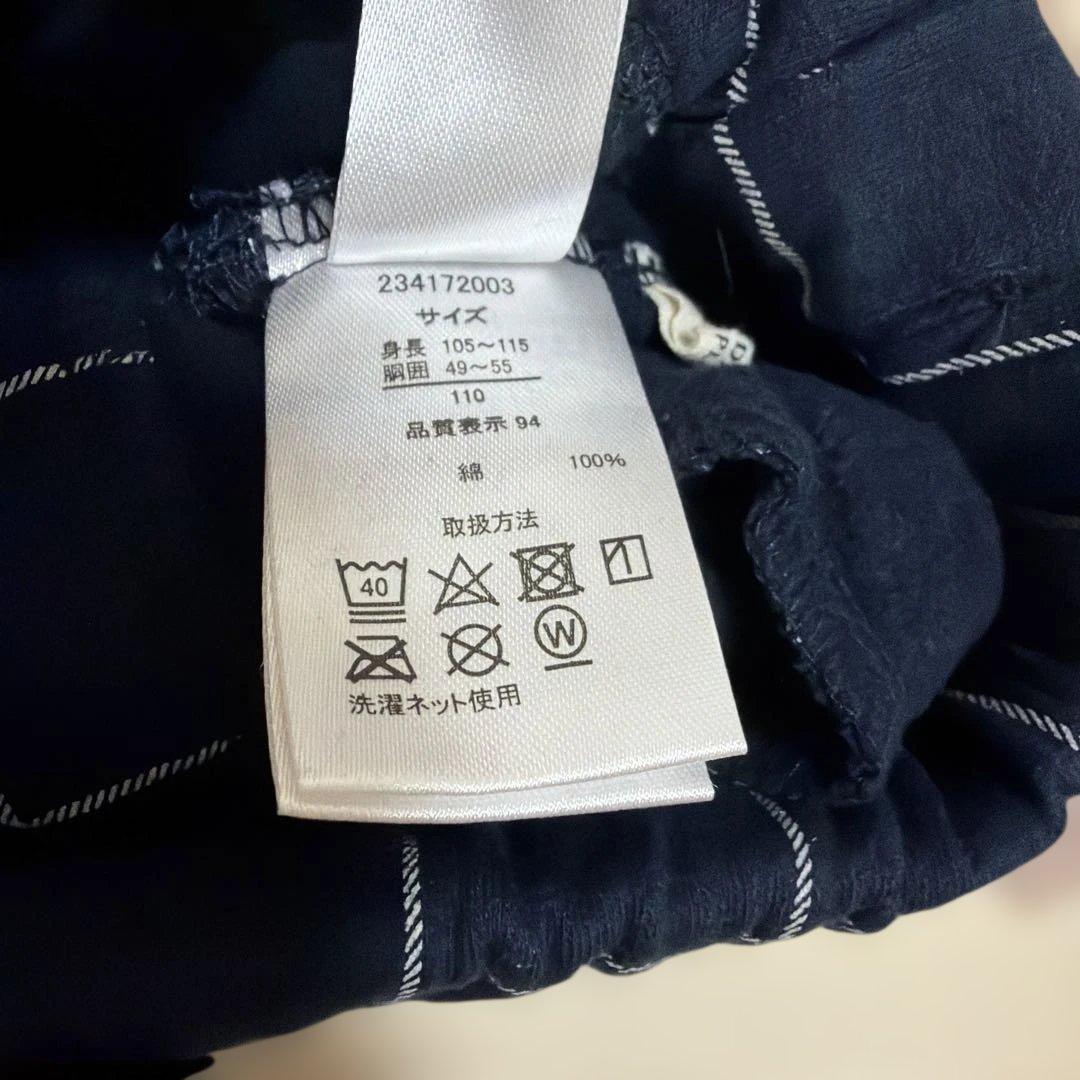 234172003
サイズ
身長 105～115
胴囲 49～55
110
品質表示 94
綿 100%
取扱方法
40
W
洗濯ネット使用